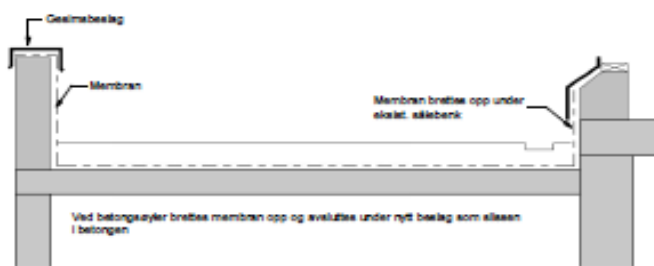 Gesimsbeslag
Membran
Membran brettes opp under
eksist. sålebenk
Ved betongsøyler brettes membran opp og avsluttes under nytt beslag som slisses
i betongen